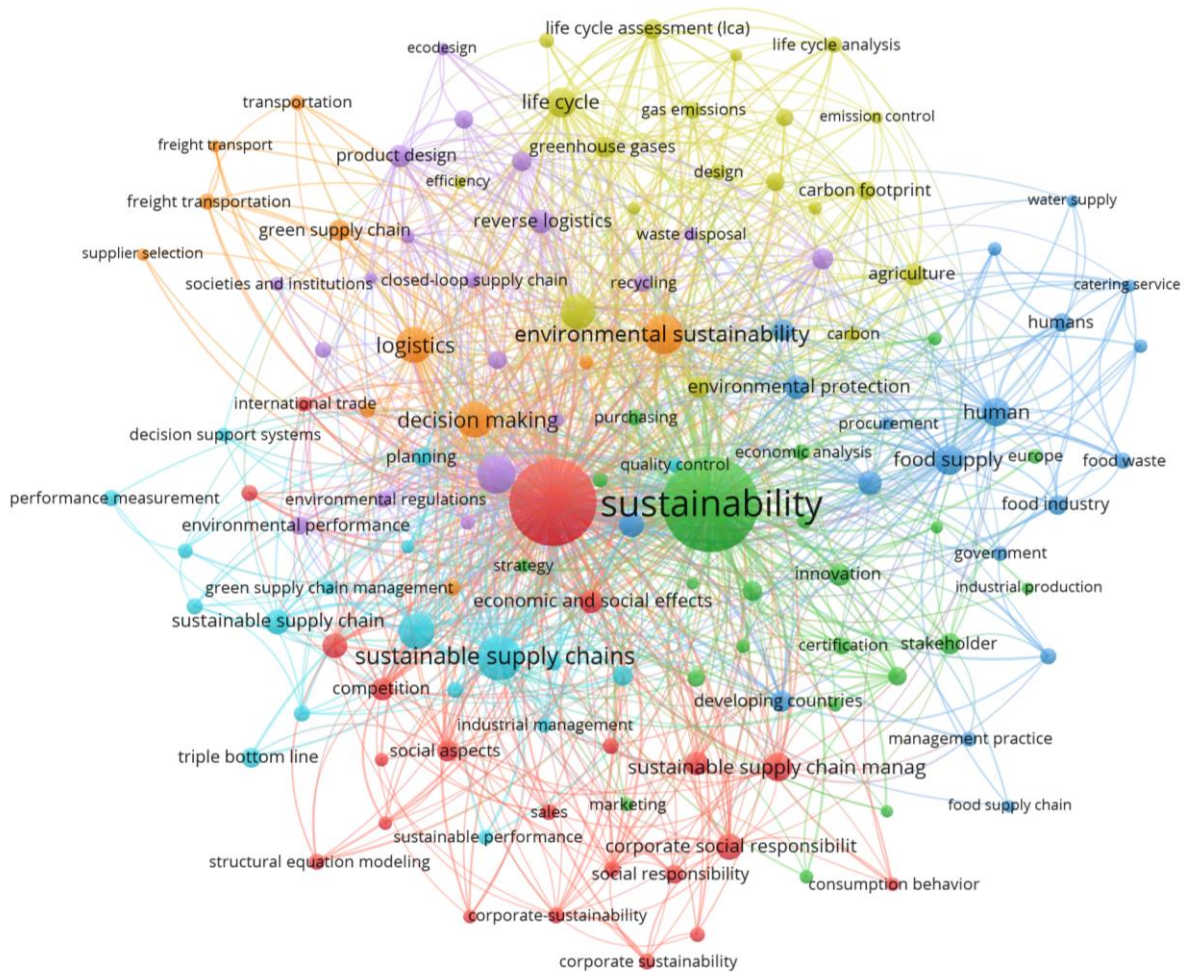 life cycle assessment (lca)
ecodesign
life cycle analysis
transportation
life cycle
gas emissions
emission control
freight transport
product design
greenhouse gases
efficiency
design
carbon footprint
freight transportation
water supply
green supply chain
reverse logistics
waste disposal
supplier selection
societies and institutions
closed-loop supply chain
recycling
agriculture
catering service
humans
logistics
environmental sustainability
carbon
environmental protection
international trade
decision making
purchasing
procurement
human
decision support systems
planning
quality control
economic analysis
food supply
europe
food waste
performance measurement
environmental regulations
sustainability
food industry
environmental performance
government
strategy
innovation
green supply chain management
industrial production
economic and social effects
sustainable supply chain
certification
stakeholder
sustainable supply chains
competition
developing countries
industrial management
management practice
triple bottom line
social aspects
sustainable supply chain manag
sales
marketing
food supply chain
sustainable performance
corporate social responsibilit
structural equation modeling
social responsibility
consumption behavior
corporate-sustainability
corporate sustainability